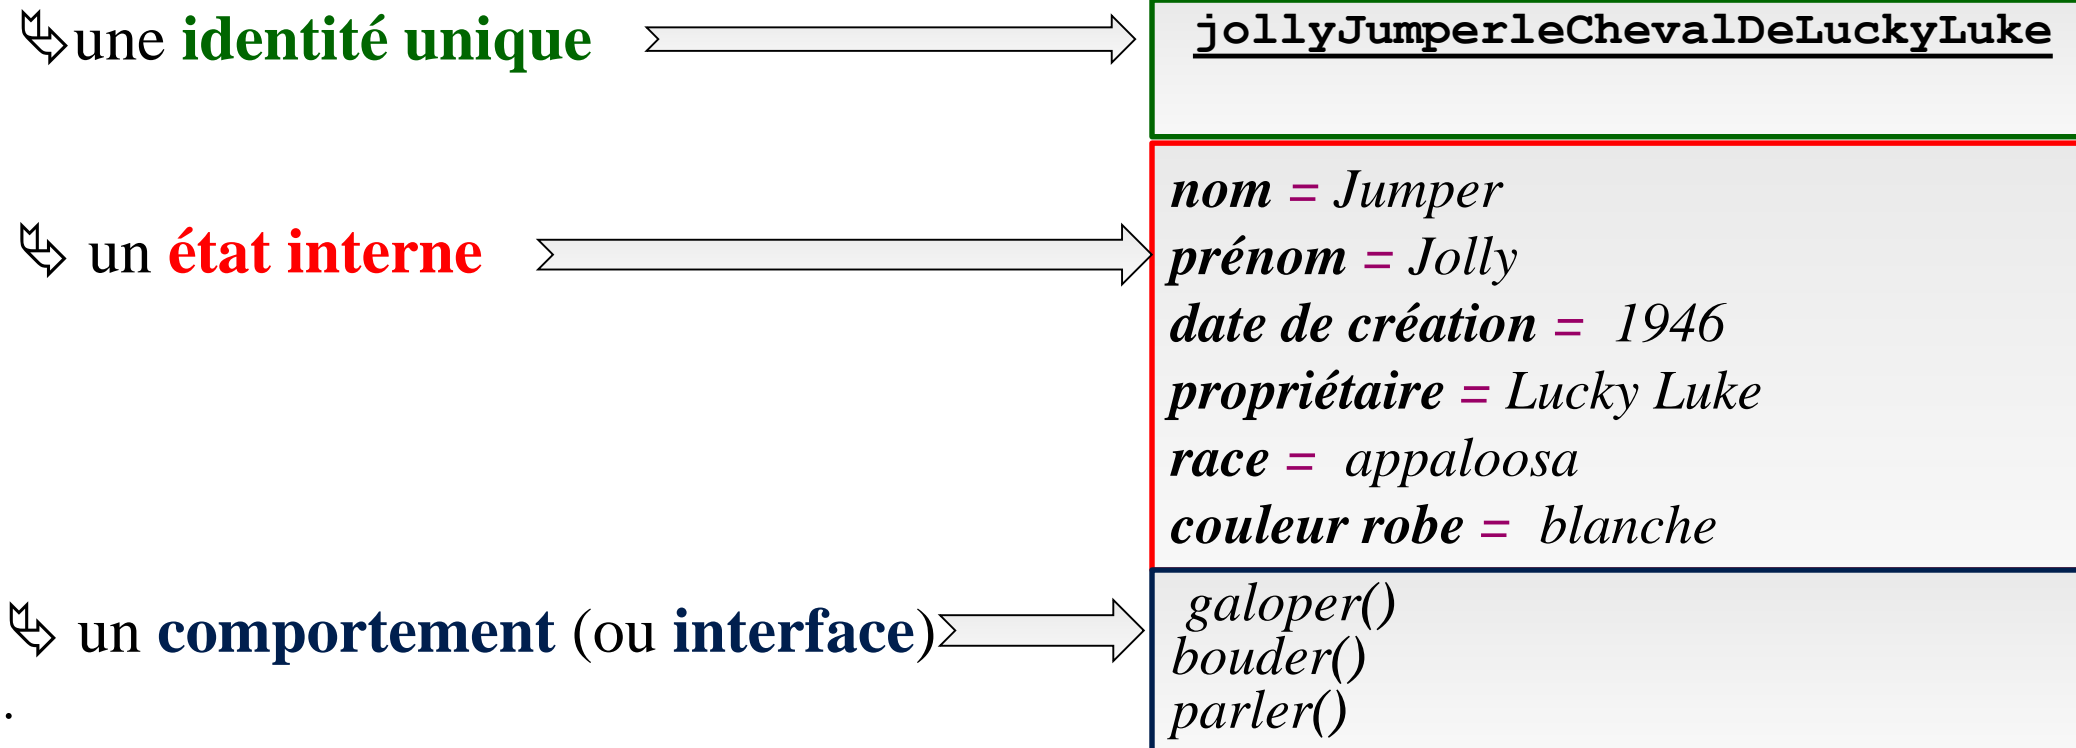 une identité unique
jollyJumperleChevalDeLuckyLuke
un état interne
nom = Jumper
prénom = Jolly
date de création = 1946
propriétaire = Lucky Luke
race = appaloosa
couleur robe = blanche
un comportement (ou interface)
galoper()
bouder()
parler()
.